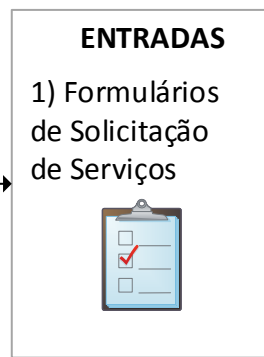 ENTRADAS
1) Formulários
de Solicitação
de Serviços